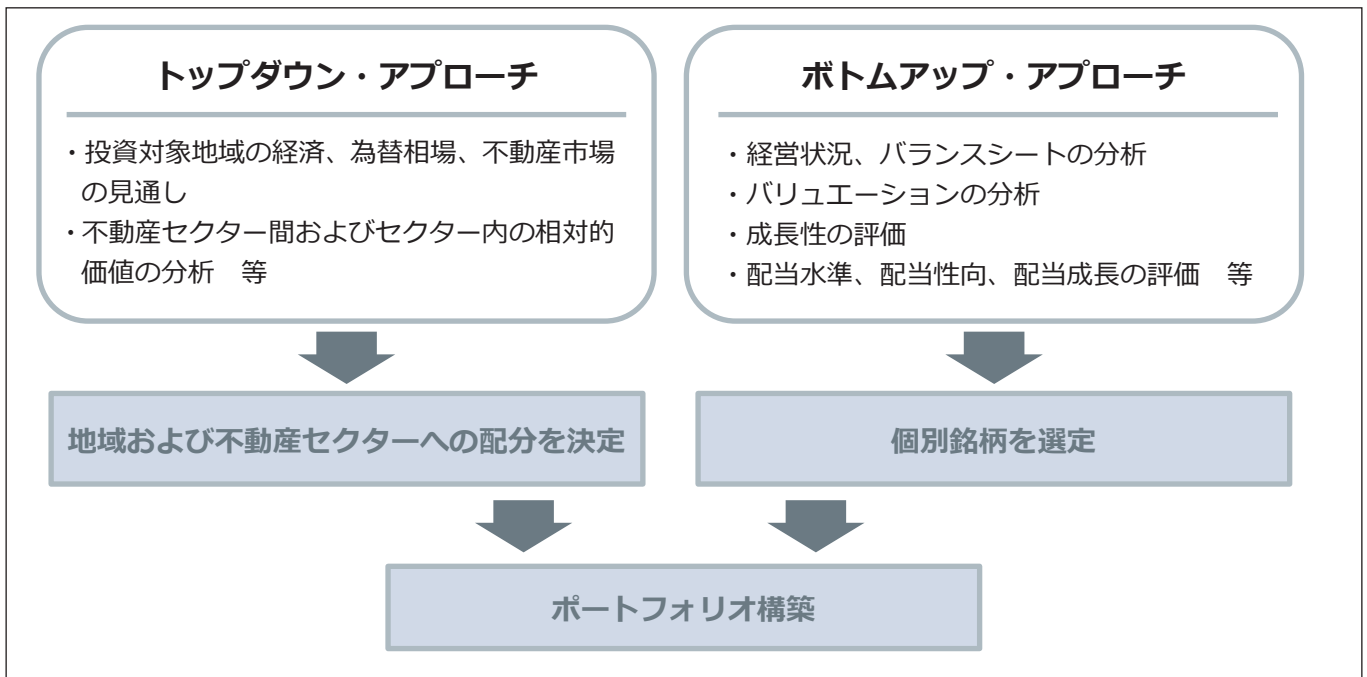 トップダウン・アプローチ
・投資対象地域の経済、為替相場、不動産市場
の見通し
・不動産セクター間およびセクター内の相対的
価値の分析　等
ボトムアップ・アプローチ
・経営状況、バランスシートの分析
・バリュエーションの分析
・成長性の評価
・配当水準、配当性向、配当成長の評価　等
地域および不動産セクターへの配分を決定
個別銘柄を選定
ポートフォリオ構築